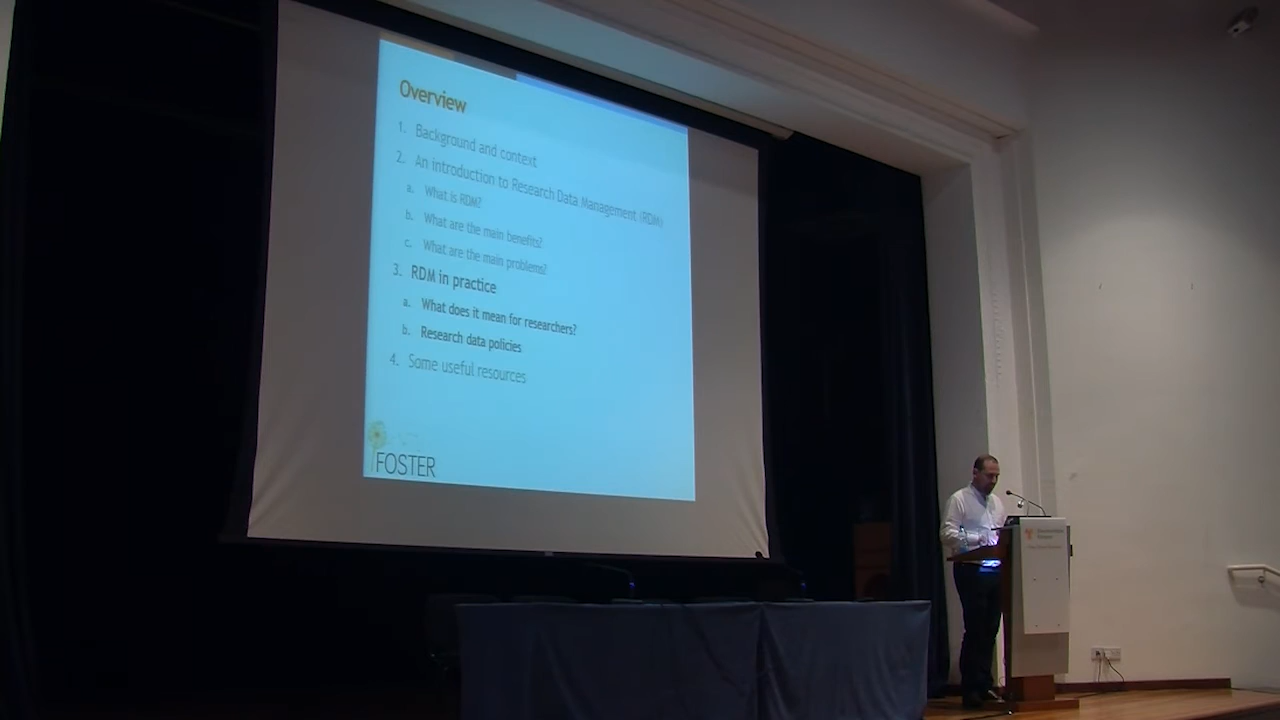 Overview
1. Background and context
2. An introduction to Research Data Management (RDM)
a. What is RDM?
b. What are the main benefits?
c. What are the main problems?
3. RDM in practice
a. What does it mean for researchers?
b. Research data policies
4. Some useful resources
FOSTER